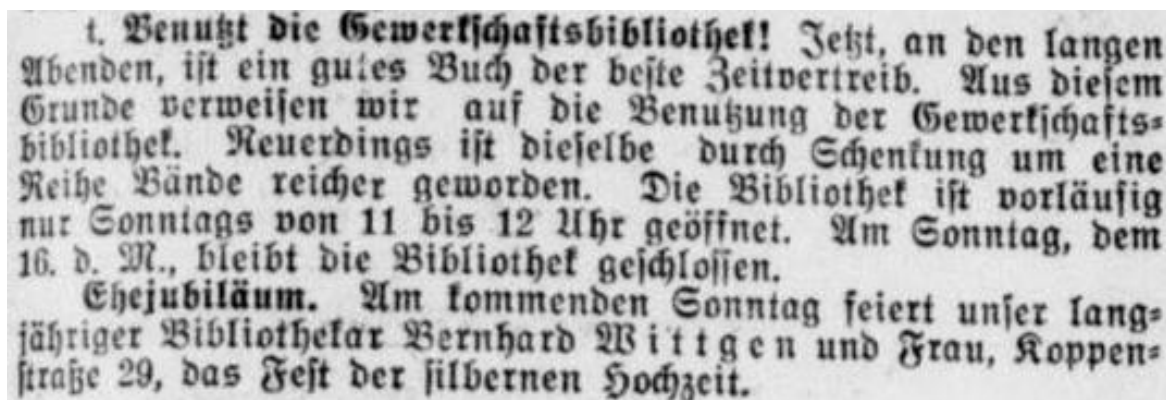 t. Benutzt die Gewerkschaftsbibliothek! Jetzt, an den langen
Abenden, ist ein gutes Buch der beste Zeitvertreib. Aus diesem
Grunde verweisen wir auf die Benutzung der Gewerkschafts-
bibliothek. Neuerdings ist dieselbe durch Schenkung um eine
Reihe Bände reicher geworden. Die Bibliothek ist vorläufig
nur Sonntags von 11 bis 12 Uhr geöffnet. Am Sonntag, dem
16. d. M., bleibt die Bibliothek geschlossen.
Ehejubiläum. Am kommenden Sonntag feiert unser lang-
jähriger Bibliothekar Bernhard Wittgen und Frau, Koppen-
straße 29, das Fest der silbernen Hochzeit.